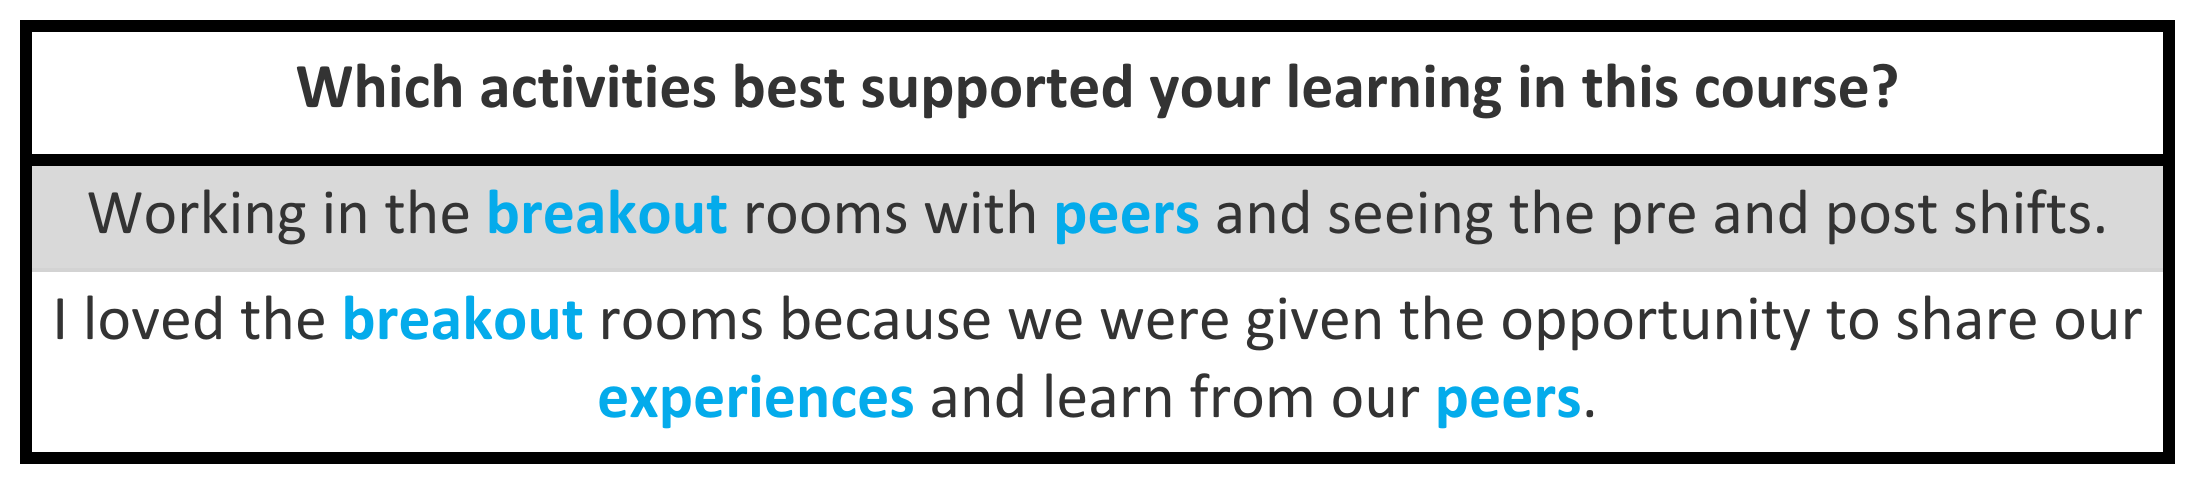 Which activities best supported your learning in this course?
Working in the breakout rooms with peers and seeing the pre and post shifts.
I loved the breakout rooms because we were given the opportunity to share our
experiences and learn from our peers.